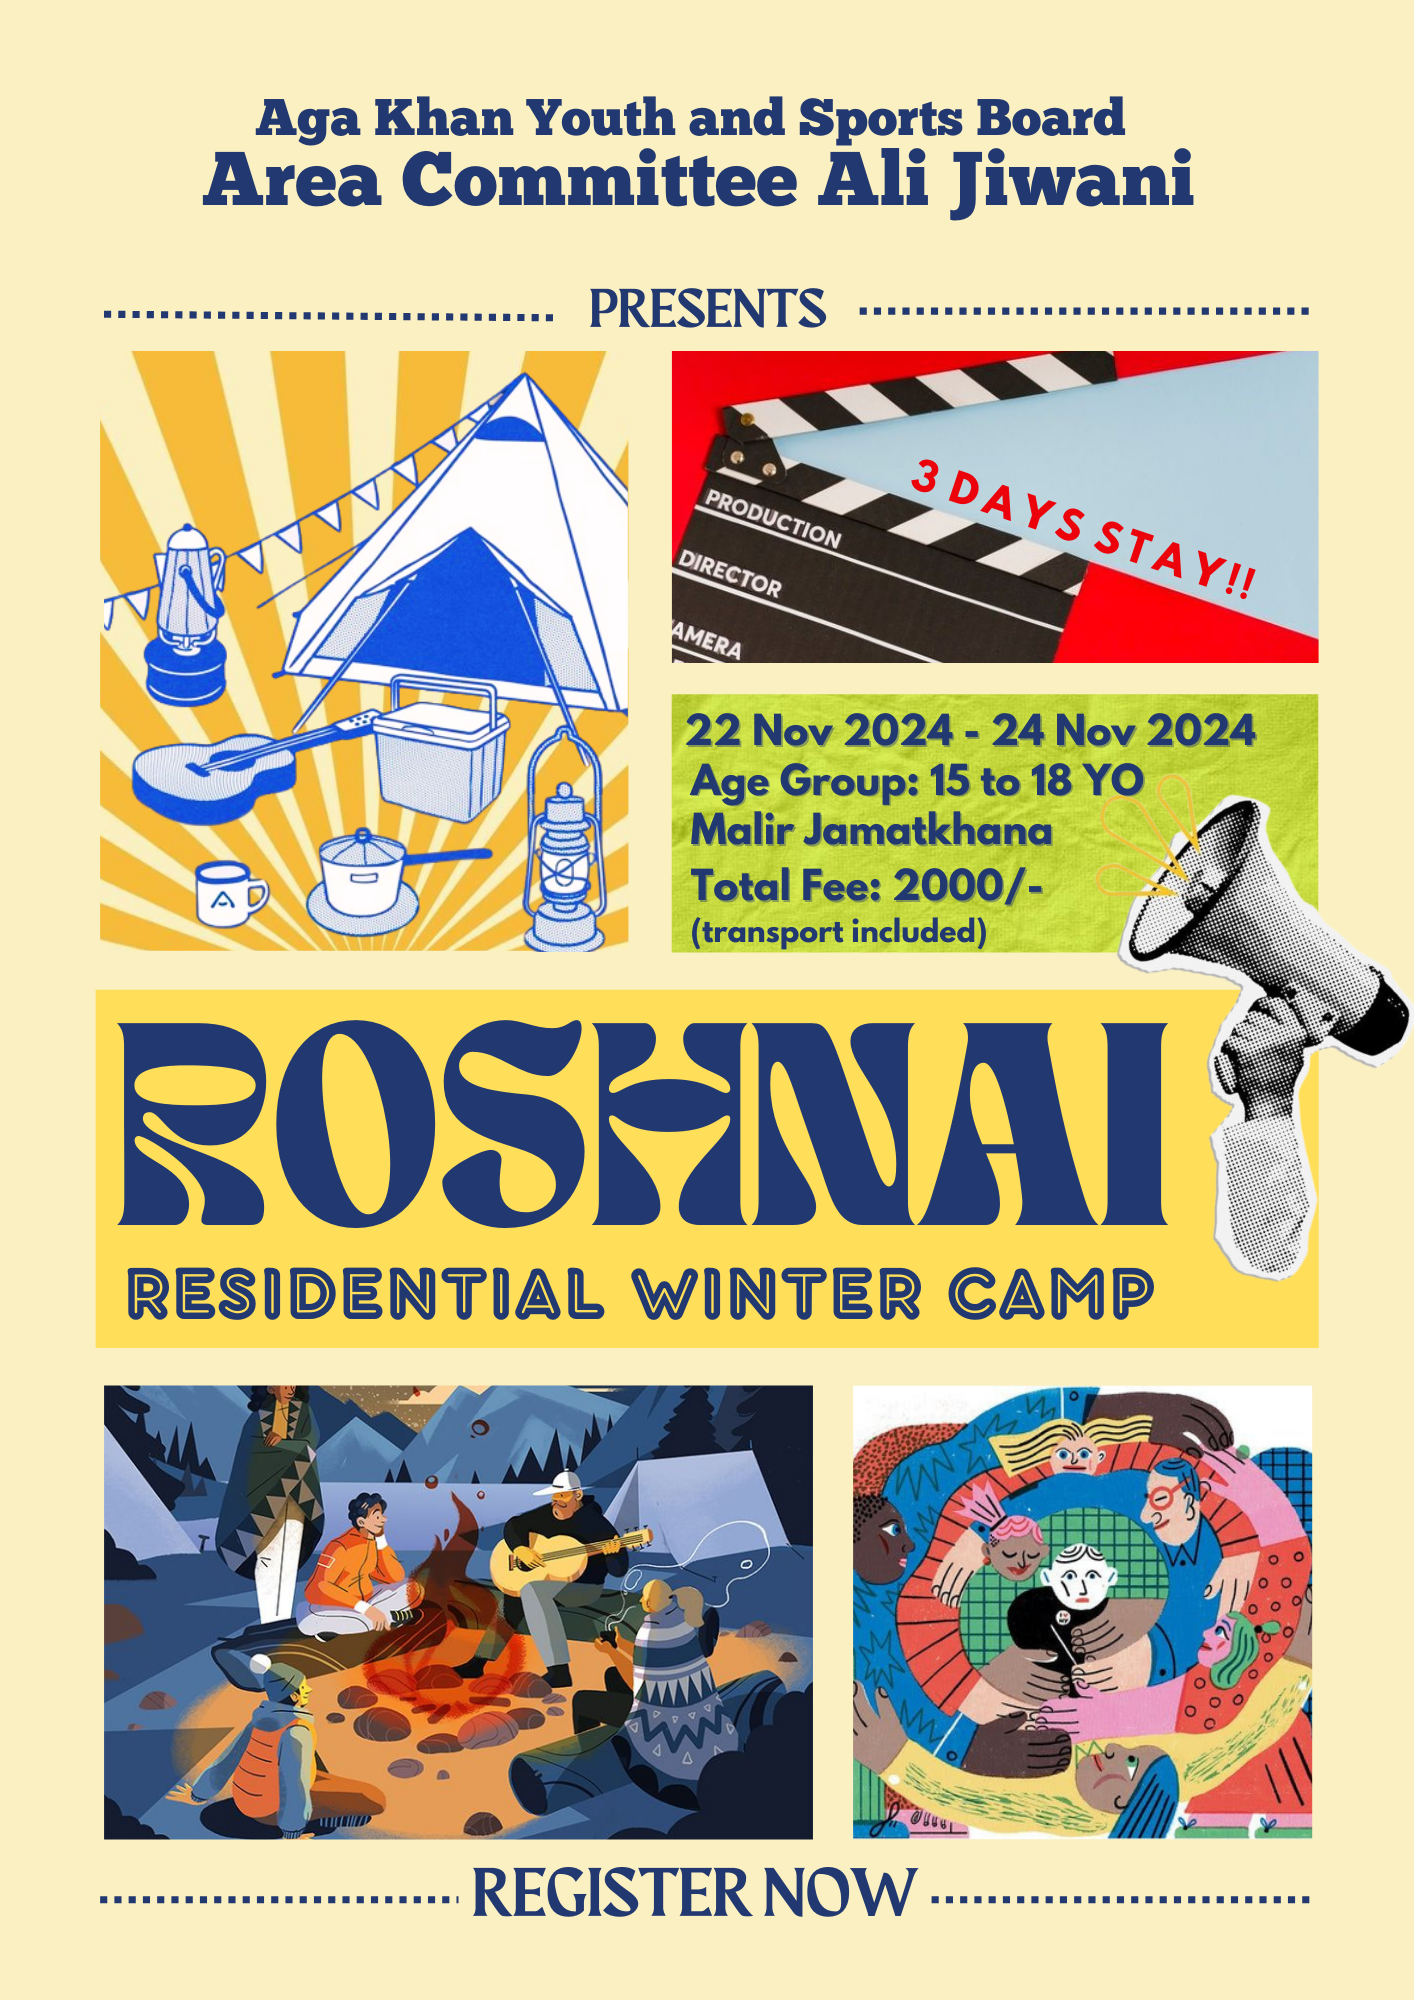 Aga Khan Youth and Sports Board
Area Committee Ali Jiwani
PRESENTS
PRODUCTION
DIRECTOR
AMERA
3 DAYS STAY!!
22 Nov 2024 - 24 Nov 2024
Age Group: 15 to 18 YO
Malir Jamatkhana
Total Fee: 2000/-
(transport included)
ROSHNAI
RESIDENTIAL WINTER CAMP
REGISTER NOW